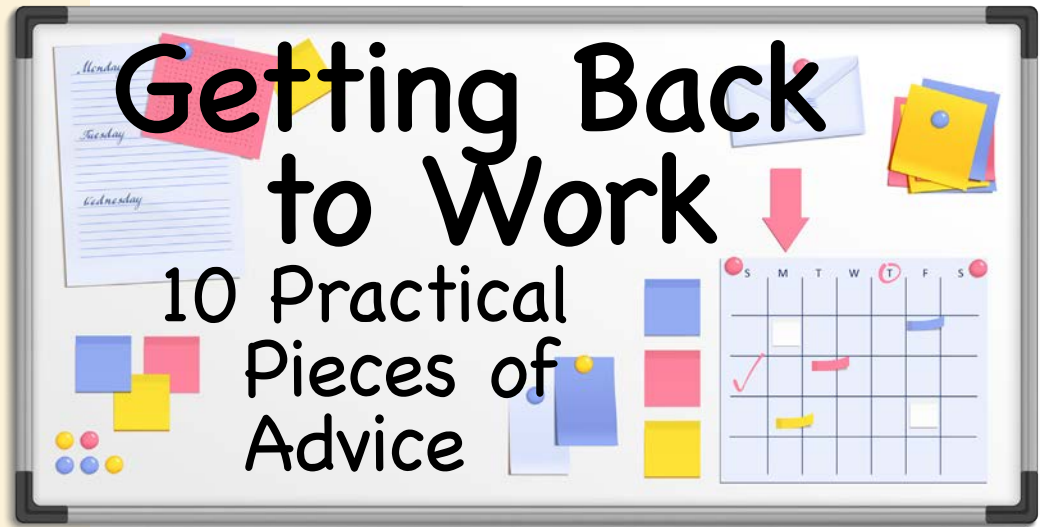 Getting Back
to Work
10 Practical
Pieces of
Advice
Monday
Tuesday
Wednesday
S M T W T F S